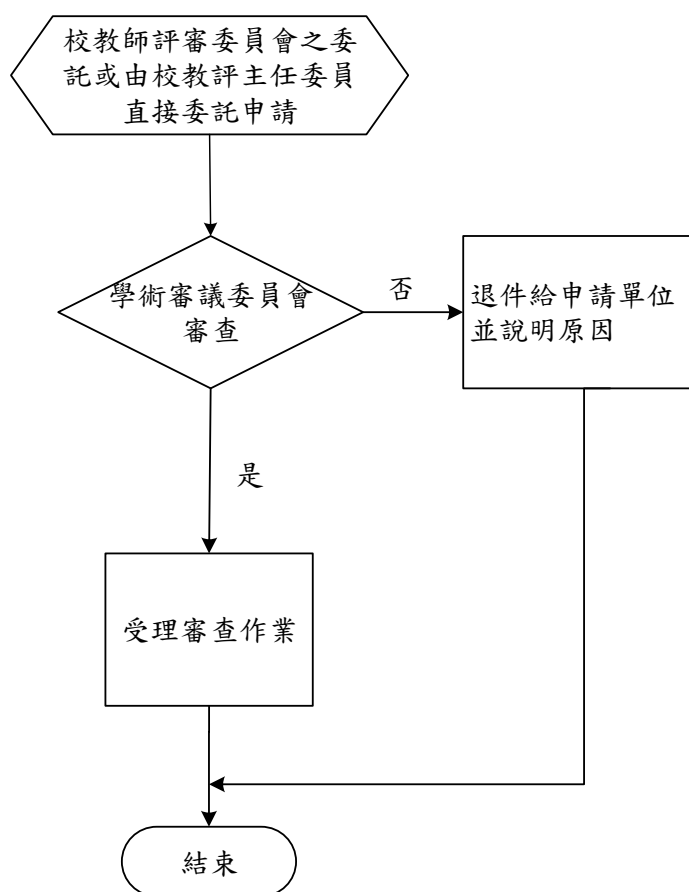 校教師評審委員會之委
託或由校教評主任委員
直接委託申請
學術審議委員會
審查
否
退件給申請單位
並說明原因
是
受理審查作業
結束